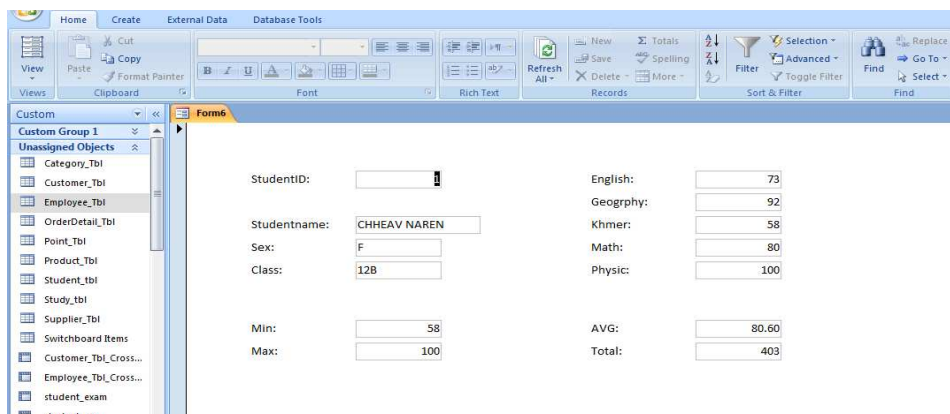 Home Create External Data Database Tools
View
Views
Paste
Cut
Copy
Format Painter
Clipboard
B I U A
Font
ab
Rich Text
Refresh All
New
Save
Delete
Totals
Spelling
More
Records
Filter
Selection
Advanced
Toggle Filter
Sort & Filter
Find
Replace
Go To
Select
Find
Custom
Custom Group 1
Unassigned Objects
Category_Tbl
Customer_Tbl
Employee_Tbl
OrderDetail_Tbl
Point_Tbl
Product_Tbl
Student_tbl
Study_tbl
Supplier_Tbl
Switchboard Items
Customer_Tbl_Cross...
Employee_Tbl_Cross...
student_exam
Form6
StudentID: 1
Studentname: CHHEAV NAREN
Sex: F
Class: 12B
Min: 58
Max: 100
English: 73
Geogrphy: 92
Khmer: 58
Math: 80
Physic: 100
AVG: 80.60
Total: 403